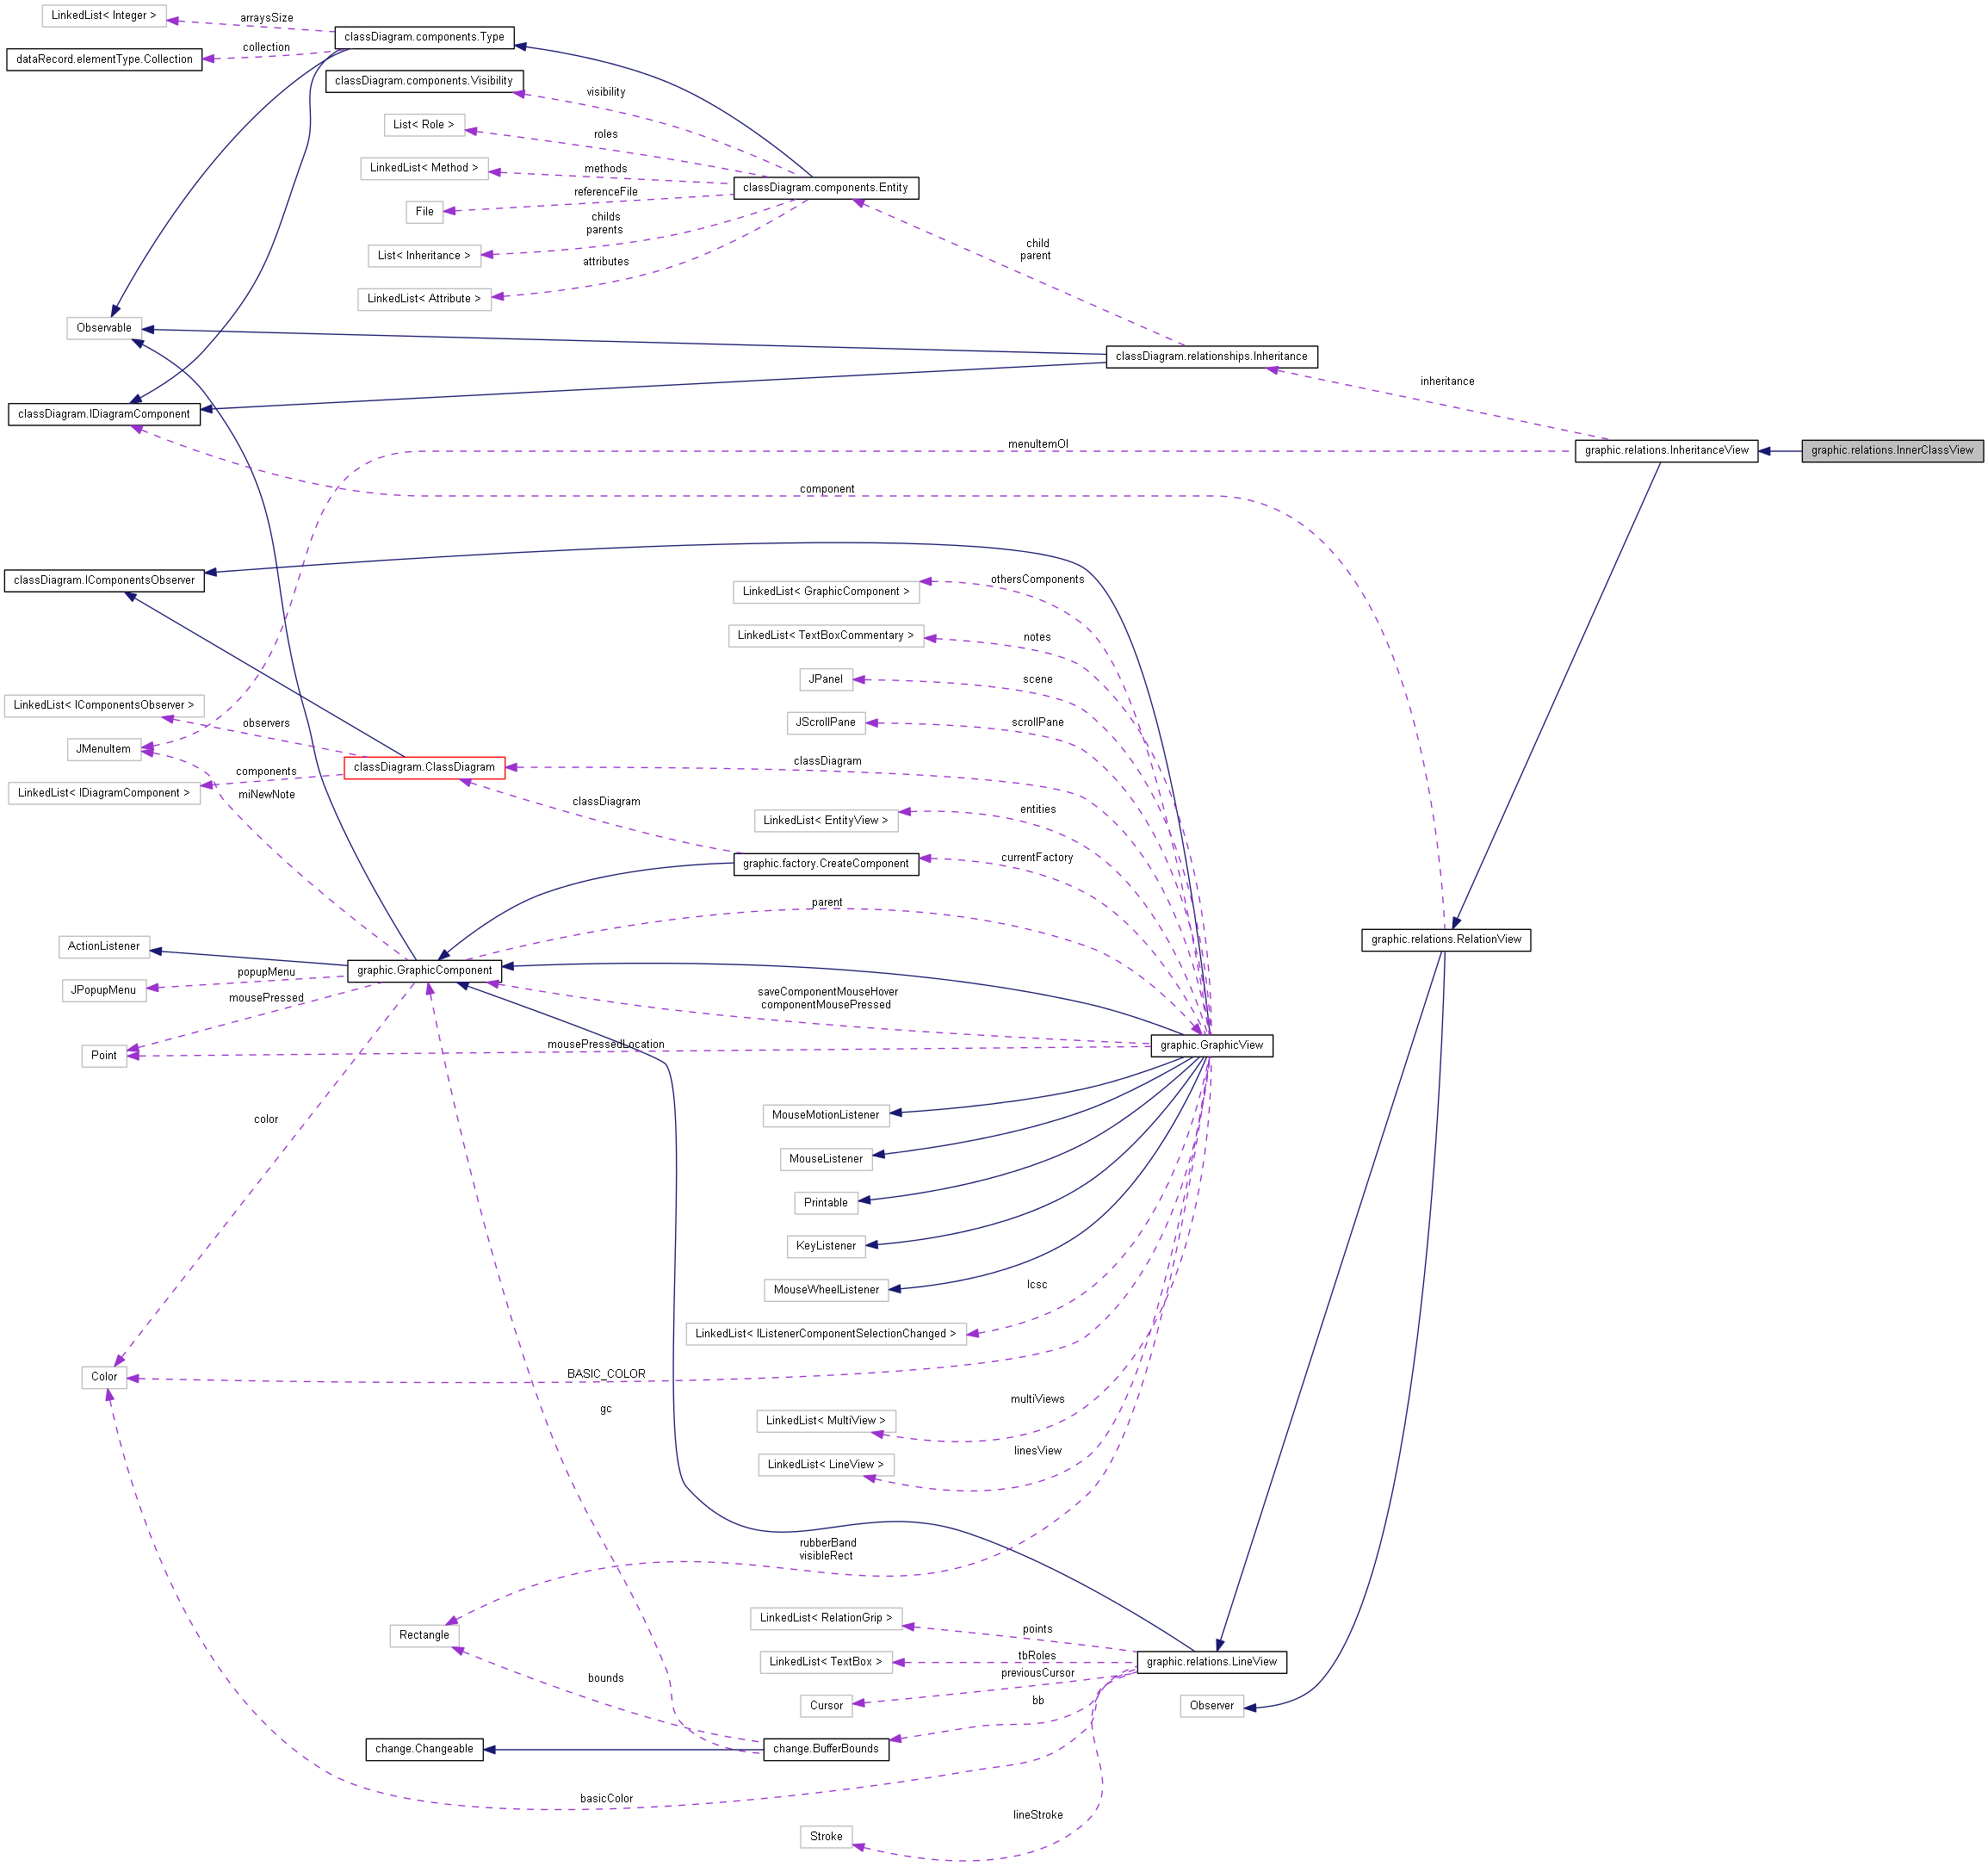 LinkedList< Integer >
arraysSize
classDiagram.components.Type
collection
dataRecord.elementType.Collection
classDiagram.components.Visibility
visibility
List< Role >
roles
LinkedList< Method >
methods
classDiagram.components.Entity
referenceFile
File
childs
parents
List< Inheritance >
attributes
child
parent
LinkedList< Attribute >
Observable
classDiagram.relationships.Inheritance
inheritance
classDiagram.IDiagramComponent
menuItemOI
graphic.relations.InheritanceView
graphic.relations.InnerClassView
component
classDiagram.IComponentsObserver
othersComponents
LinkedList< GraphicComponent >
LinkedList< TextBoxCommentary >
notes
JPanel
scene
LinkedList< IComponentsObserver >
observers
JScrollPane
scrollPane
JMenuItem
classDiagram.ClassDiagram
classDiagram
components
LinkedList< IDiagramComponent >
miNewNote
classDiagram
entities
LinkedList< EntityView >
graphic.factory.CreateComponent
currentFactory
parent
ActionListener
graphic.relations.RelationView
graphic.GraphicComponent
popupMenu
JPopupMenu
mousePressed
saveComponentMouseHover
componentMousePressed
Point
mousePressedLocation
graphic.GraphicView
color
MouseMotionListener
MouseListener
Printable
KeyListener
MouseWheelListener
lcsc
LinkedList< IListenerComponentSelectionChanged >
Color
BASIC_COLOR
gc
multiViews
LinkedList< MultiView >
linesView
LinkedList< LineView >
rubberBand
visibleRect
LinkedList< RelationGrip >
points
Rectangle
tbRoles
LinkedList< TextBox >
graphic.relations.LineView
previousCursor
bounds
Cursor
bb
Observer
change.Changeable
change.BufferBounds
basicColor
lineStroke
Stroke